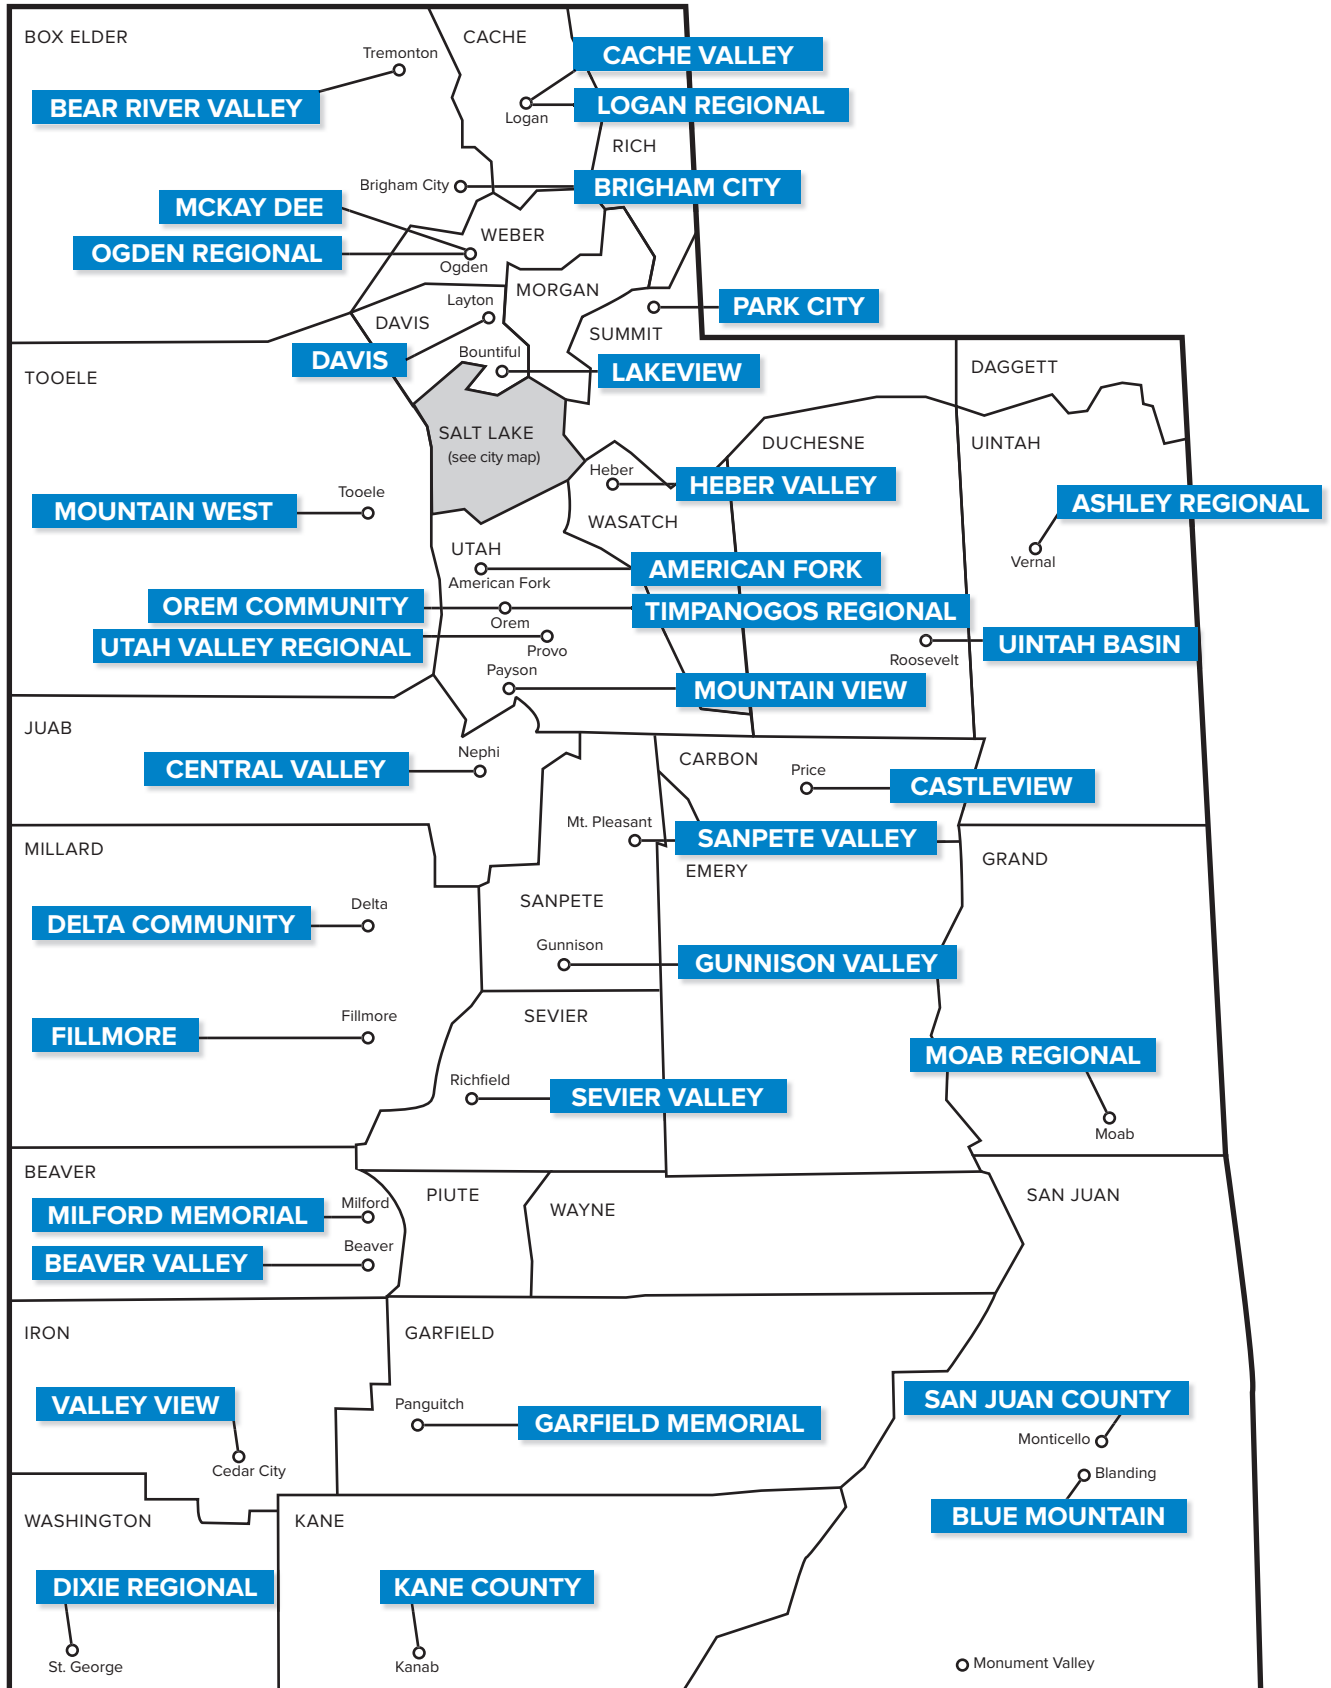 BOX ELDER
CACHE
Tremonton
CACHE VALLEY
BEAR RIVER VALLEY
LOGAN REGIONAL
Logan
RICH
Brigham City
BRIGHAM CITY
MCKAY DEE
WEBER
OGDEN REGIONAL
Ogden
MORGAN
Layton
PARK CITY
DAVIS
SUMMIT
Bountiful
DAVIS
LAKEVIEW
TOOELE
DAGGETT
SALT LAKE
(see city map)
DUCHESNE
UINTAH
Heber
HEBER VALLEY
Tooele
MOUNTAIN WEST
ASHLEY REGIONAL
WASATCH
UTAH
Vernal
American Fork
AMERICAN FORK
OREM COMMUNITY
TIMPANOGOS REGIONAL
Orem
UTAH VALLEY REGIONAL
Provo
UINTAH BASIN
Roosevelt
Payson
MOUNTAIN VIEW
JUAB
Nephi
CENTRAL VALLEY
CARBON
Price
CASTLEVIEW
Mt. Pleasant
SANPETE VALLEY
MILLARD
EMERY
GRAND
Delta
DELTA COMMUNITY
SANPETE
Gunnison
GUNNISON VALLEY
Fillmore
FILLMORE
SEVIER
MOAB REGIONAL
Richfield
SEVIER VALLEY
Moab
BEAVER
PIUTE
WAYNE
SAN JUAN
Milford
MILFORD MEMORIAL
Beaver
BEAVER VALLEY
IRON
GARFIELD
VALLEY VIEW
Panguitch
GARFIELD MEMORIAL
SAN JUAN COUNTY
Monticello
Cedar City
Blanding
BLUE MOUNTAIN
WASHINGTON
KANE
DIXIE REGIONAL
KANE COUNTY
St. George
Kanab
Monument Valley